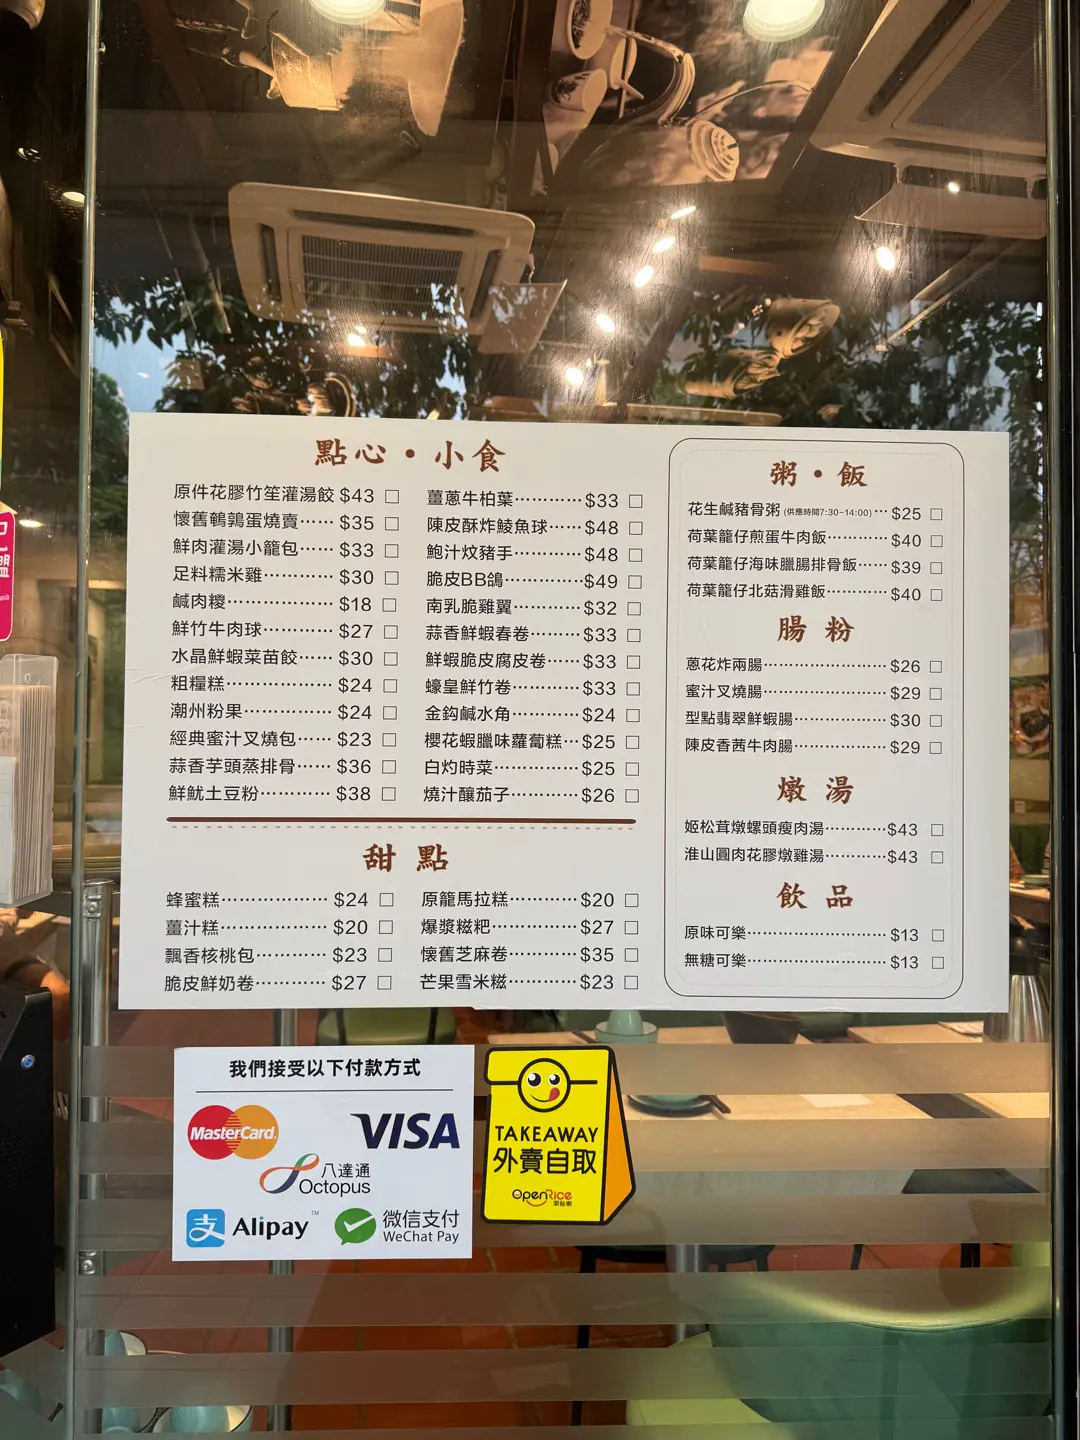 點心・小食
原件花膠竹笙灌湯餃 $43 □
懷舊鵪鶉蛋燒賣······ $35 □
鮮肉灌湯小籠包······ $33 □
足料糯米雞············ $30 □
鹹肉糉·················· $18 □
鮮竹牛肉球············ $27 □
水晶鮮蝦菜苗餃······ $30 □
粗糧糕·················· $24 □
潮州粉果··············· $24 □
經典蜜汁叉燒包······ $23 □
蒜香芋頭蒸排骨······ $36 □
鮮魷土豆粉············ $38 □
薑蔥牛柏葉············ $33 □
陳皮酥炸鯪魚球······ $48 □
鮑汁炆豬手············ $48 □
脆皮BB鴿·············· $49 □
南乳脆雞翼············ $32 □
蒜香鮮蝦春卷········· $33 □
鮮蝦脆皮腐皮卷······ $33 □
蠔皇鮮竹卷············ $33 □
金鈎鹹水角············ $24 □
櫻花蝦臘味蘿蔔糕··· $25 □
白灼時菜··············· $25 □
燒汁釀茄子············ $26 □
甜點
蜂蜜糕·················· $24 □
薑汁糕·················· $20 □
飄香核桃包············ $23 □
脆皮鮮奶卷············ $27 □
原籠馬拉糕············ $20 □
爆漿糍粑··············· $27 □
懷舊芝麻卷············ $35 □
芒果雪米糍············ $23 □
粥・飯
花生鹹豬骨粥 (供應時間7:30-14:00)··· $25 □
荷葉籠仔煎蛋牛肉飯············ $40 □
荷葉籠仔海味臘腸排骨飯······ $39 □
荷葉籠仔北菇滑雞飯············ $40 □
腸粉
蔥花炸兩腸························ $26 □
蜜汁叉燒腸························ $29 □
型點翡翠鮮蝦腸·················· $30 □
陳皮香茜牛肉腸·················· $29 □
燉湯
姬松茸燉螺頭瘦肉湯············ $43 □
淮山圓肉花膠燉雞湯············ $43 □
飲品
原味可樂··························· $13 □
無糖可樂··························· $13 □
我們接受以下付款方式
MasterCard.
VISA
八達通
Octopus
支 Alipay™
微信支付
WeChat Pay
TAKEAWAY
外賣自取
OpenRice
開飯喇